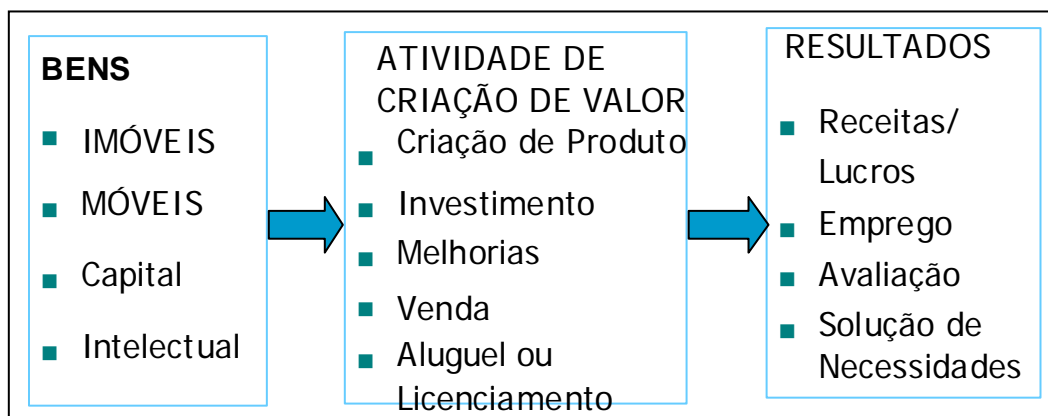 BENS
IMÓVEIS
MÓVEIS
Capital
Intelectual
ATIVIDADE DE
CRIAÇÃO DE VALOR
Criação de Produto
Investimento
Melhorias
Venda
Aluguel ou
Licenciamento
RESULTADOS
Receitas/
Lucros
Emprego
Avaliação
Solução de
Necessidades